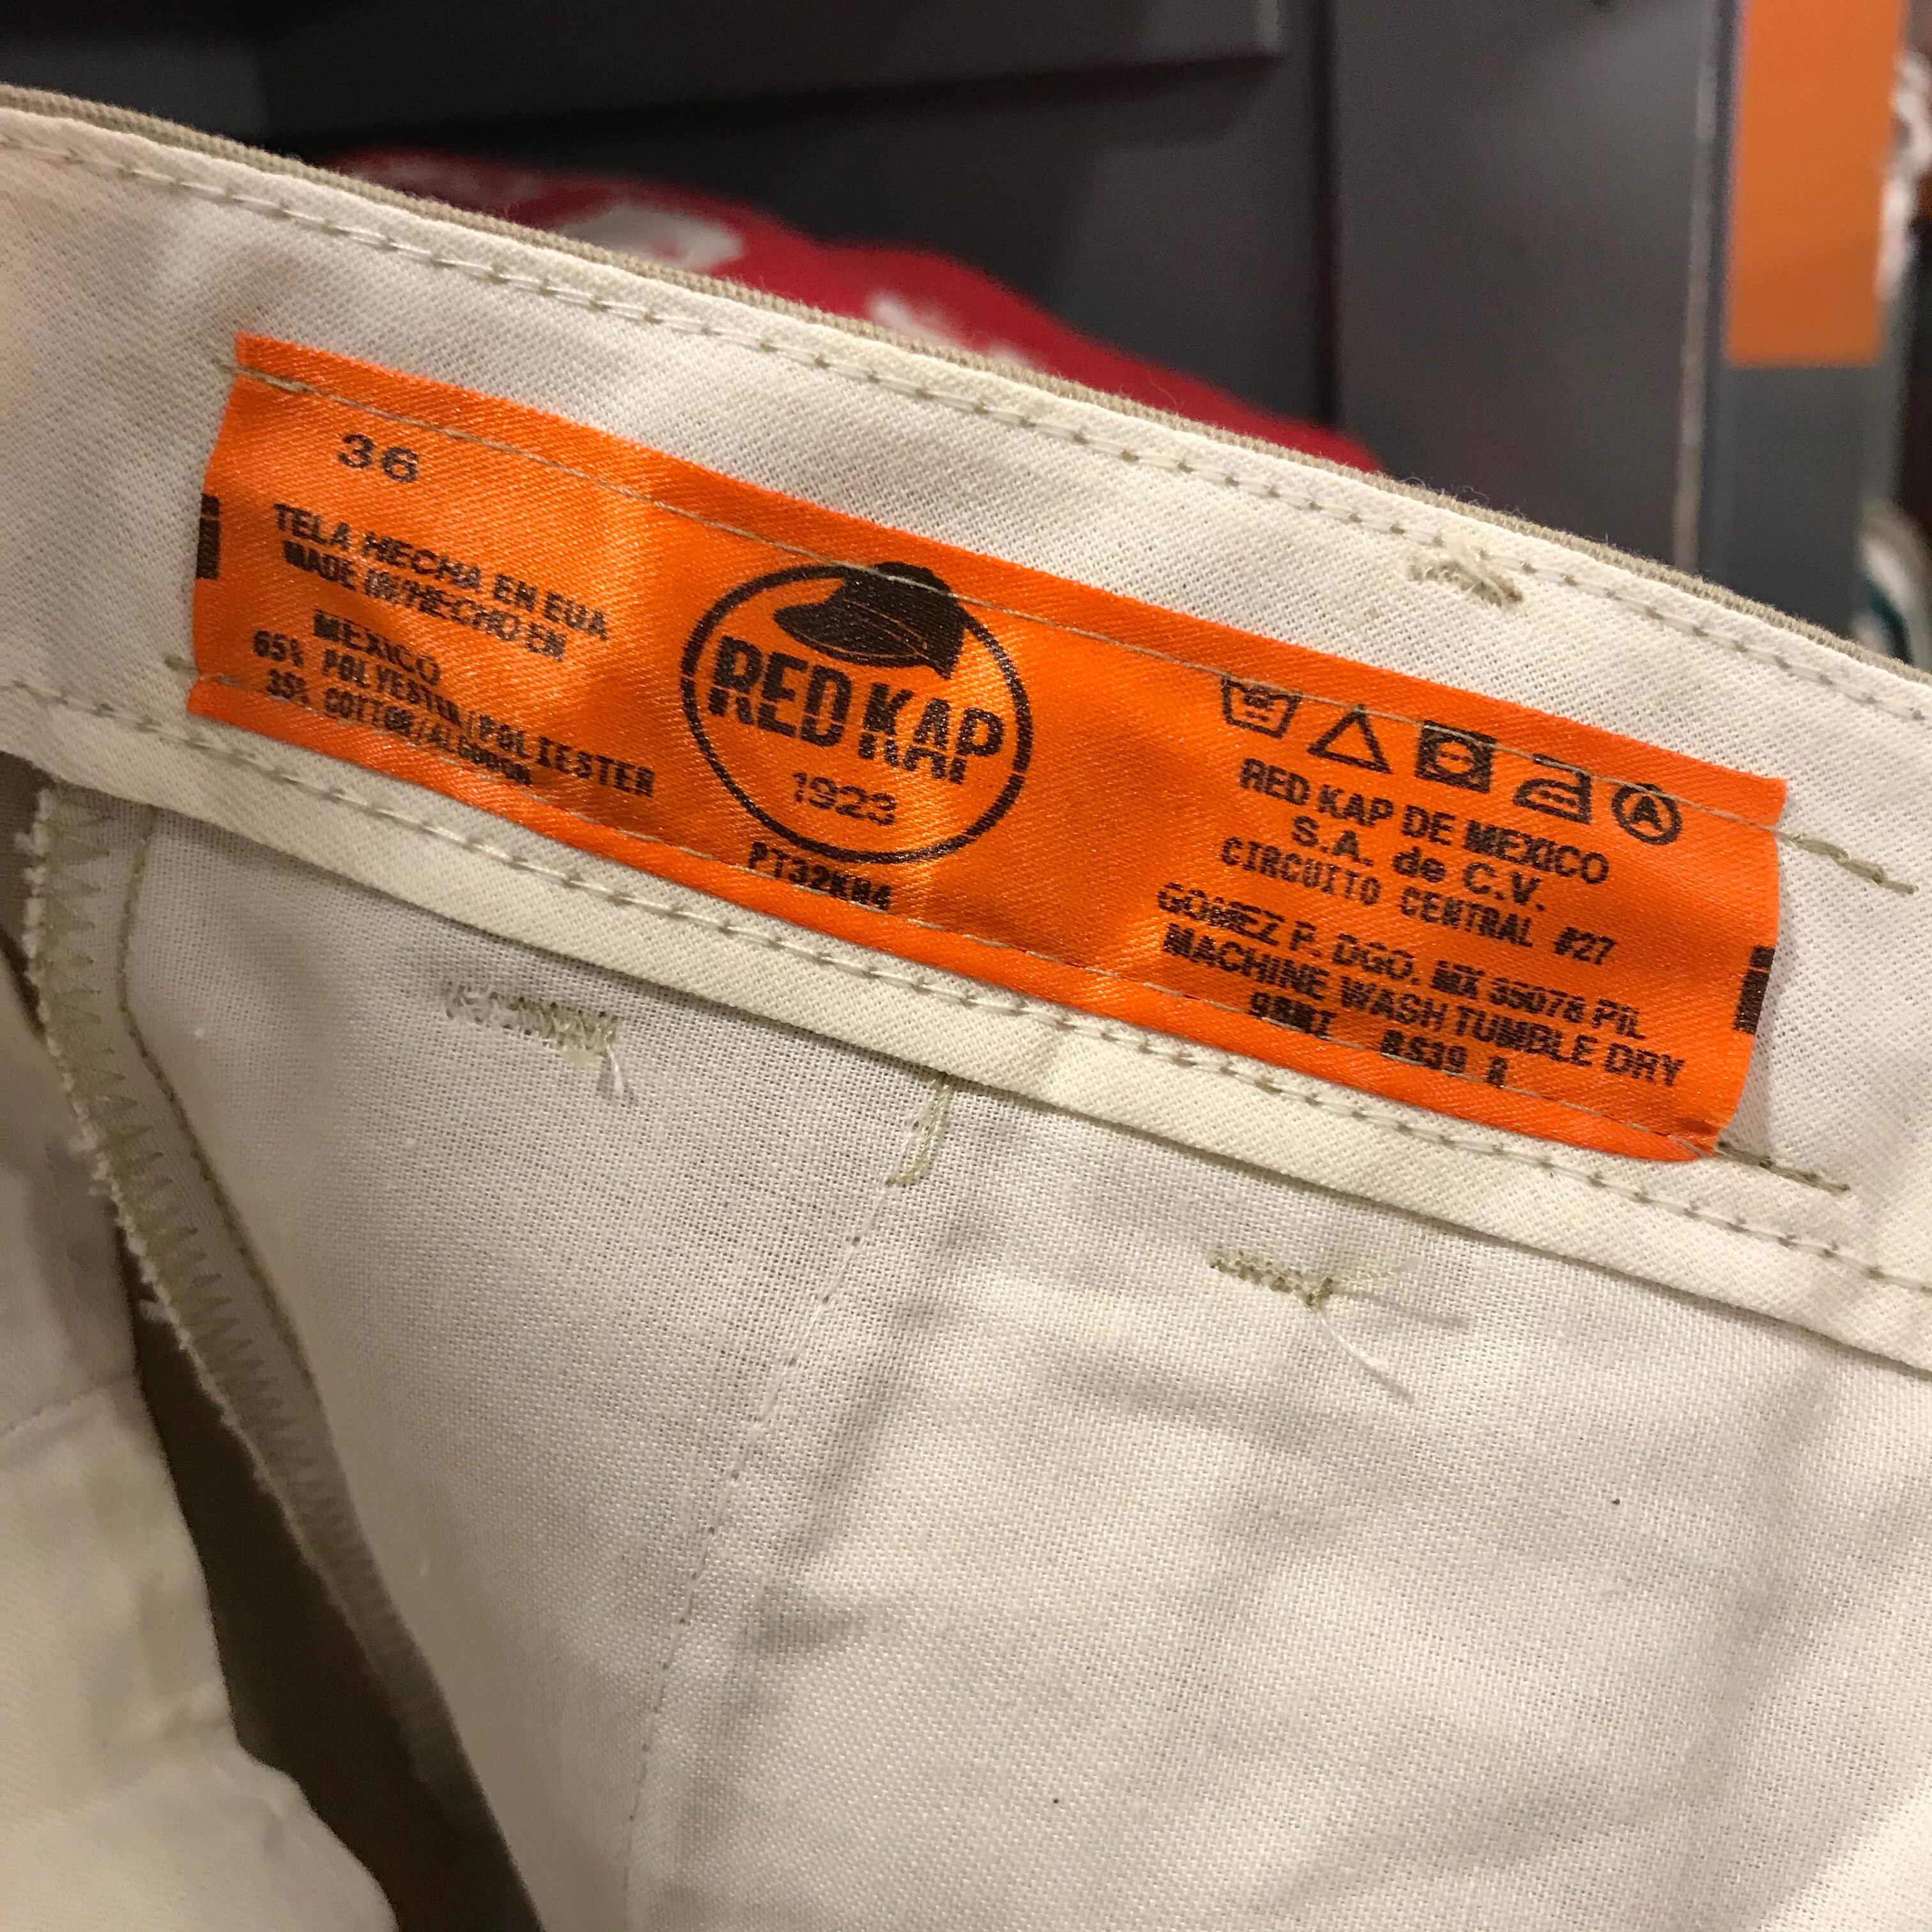 36
TELA HECHA EN EUA
MADE IN/HECHO EN
MEXICO
65% POLYESTER/POLIESTER
35% COTTON/ALGODON
RED KAP
1923
PT32KH4
A
RED KAP DE MEXICO
S.A. de C.V.
CIRCUITO CENTRAL #27
GOMEZ P. DGO. MX 35078 PiL
MACHINE WASH TUMBLE DRY